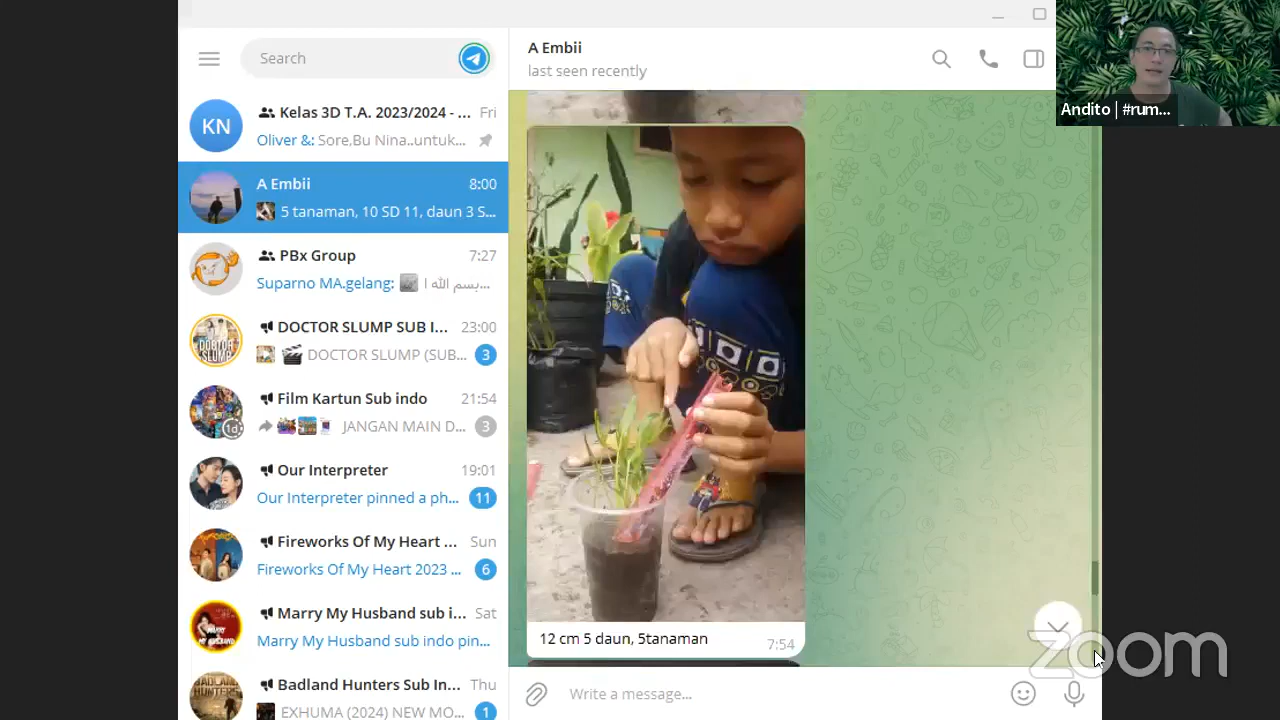 Search
KN
Kelas 3D T.A. 2023/2024 - ...
Fri
Oliver &: Sore,Bu Nina..untuk...
A Embii
8:00
5 tanaman, 10 SD 11, daun 3 S...
PBx Group
7:27
Suparno MA.gelang: بسم الله ا...
DOCTOR SLUMP SUB I...
23:00
DOCTOR SLUMP (SUB...
3
Film Kartun Sub indo
21:54
1d
JANGAN MAIN D...
3
Our Interpreter
19:01
Our Interpreter pinned a ph...
11
Fireworks Of My Heart ...
Sun
Fireworks Of My Heart 2023 ...
6
Marry My Husband sub i...
Sat
Marry My Husband sub indo pin...
Badland Hunters Sub In...
Thu
EXHUMA (2024) NEW MO...
1
A Embii
last seen recently
12 cm 5 daun, 5tanaman
7:54
Write a message...
Andito | #rum...
zoom